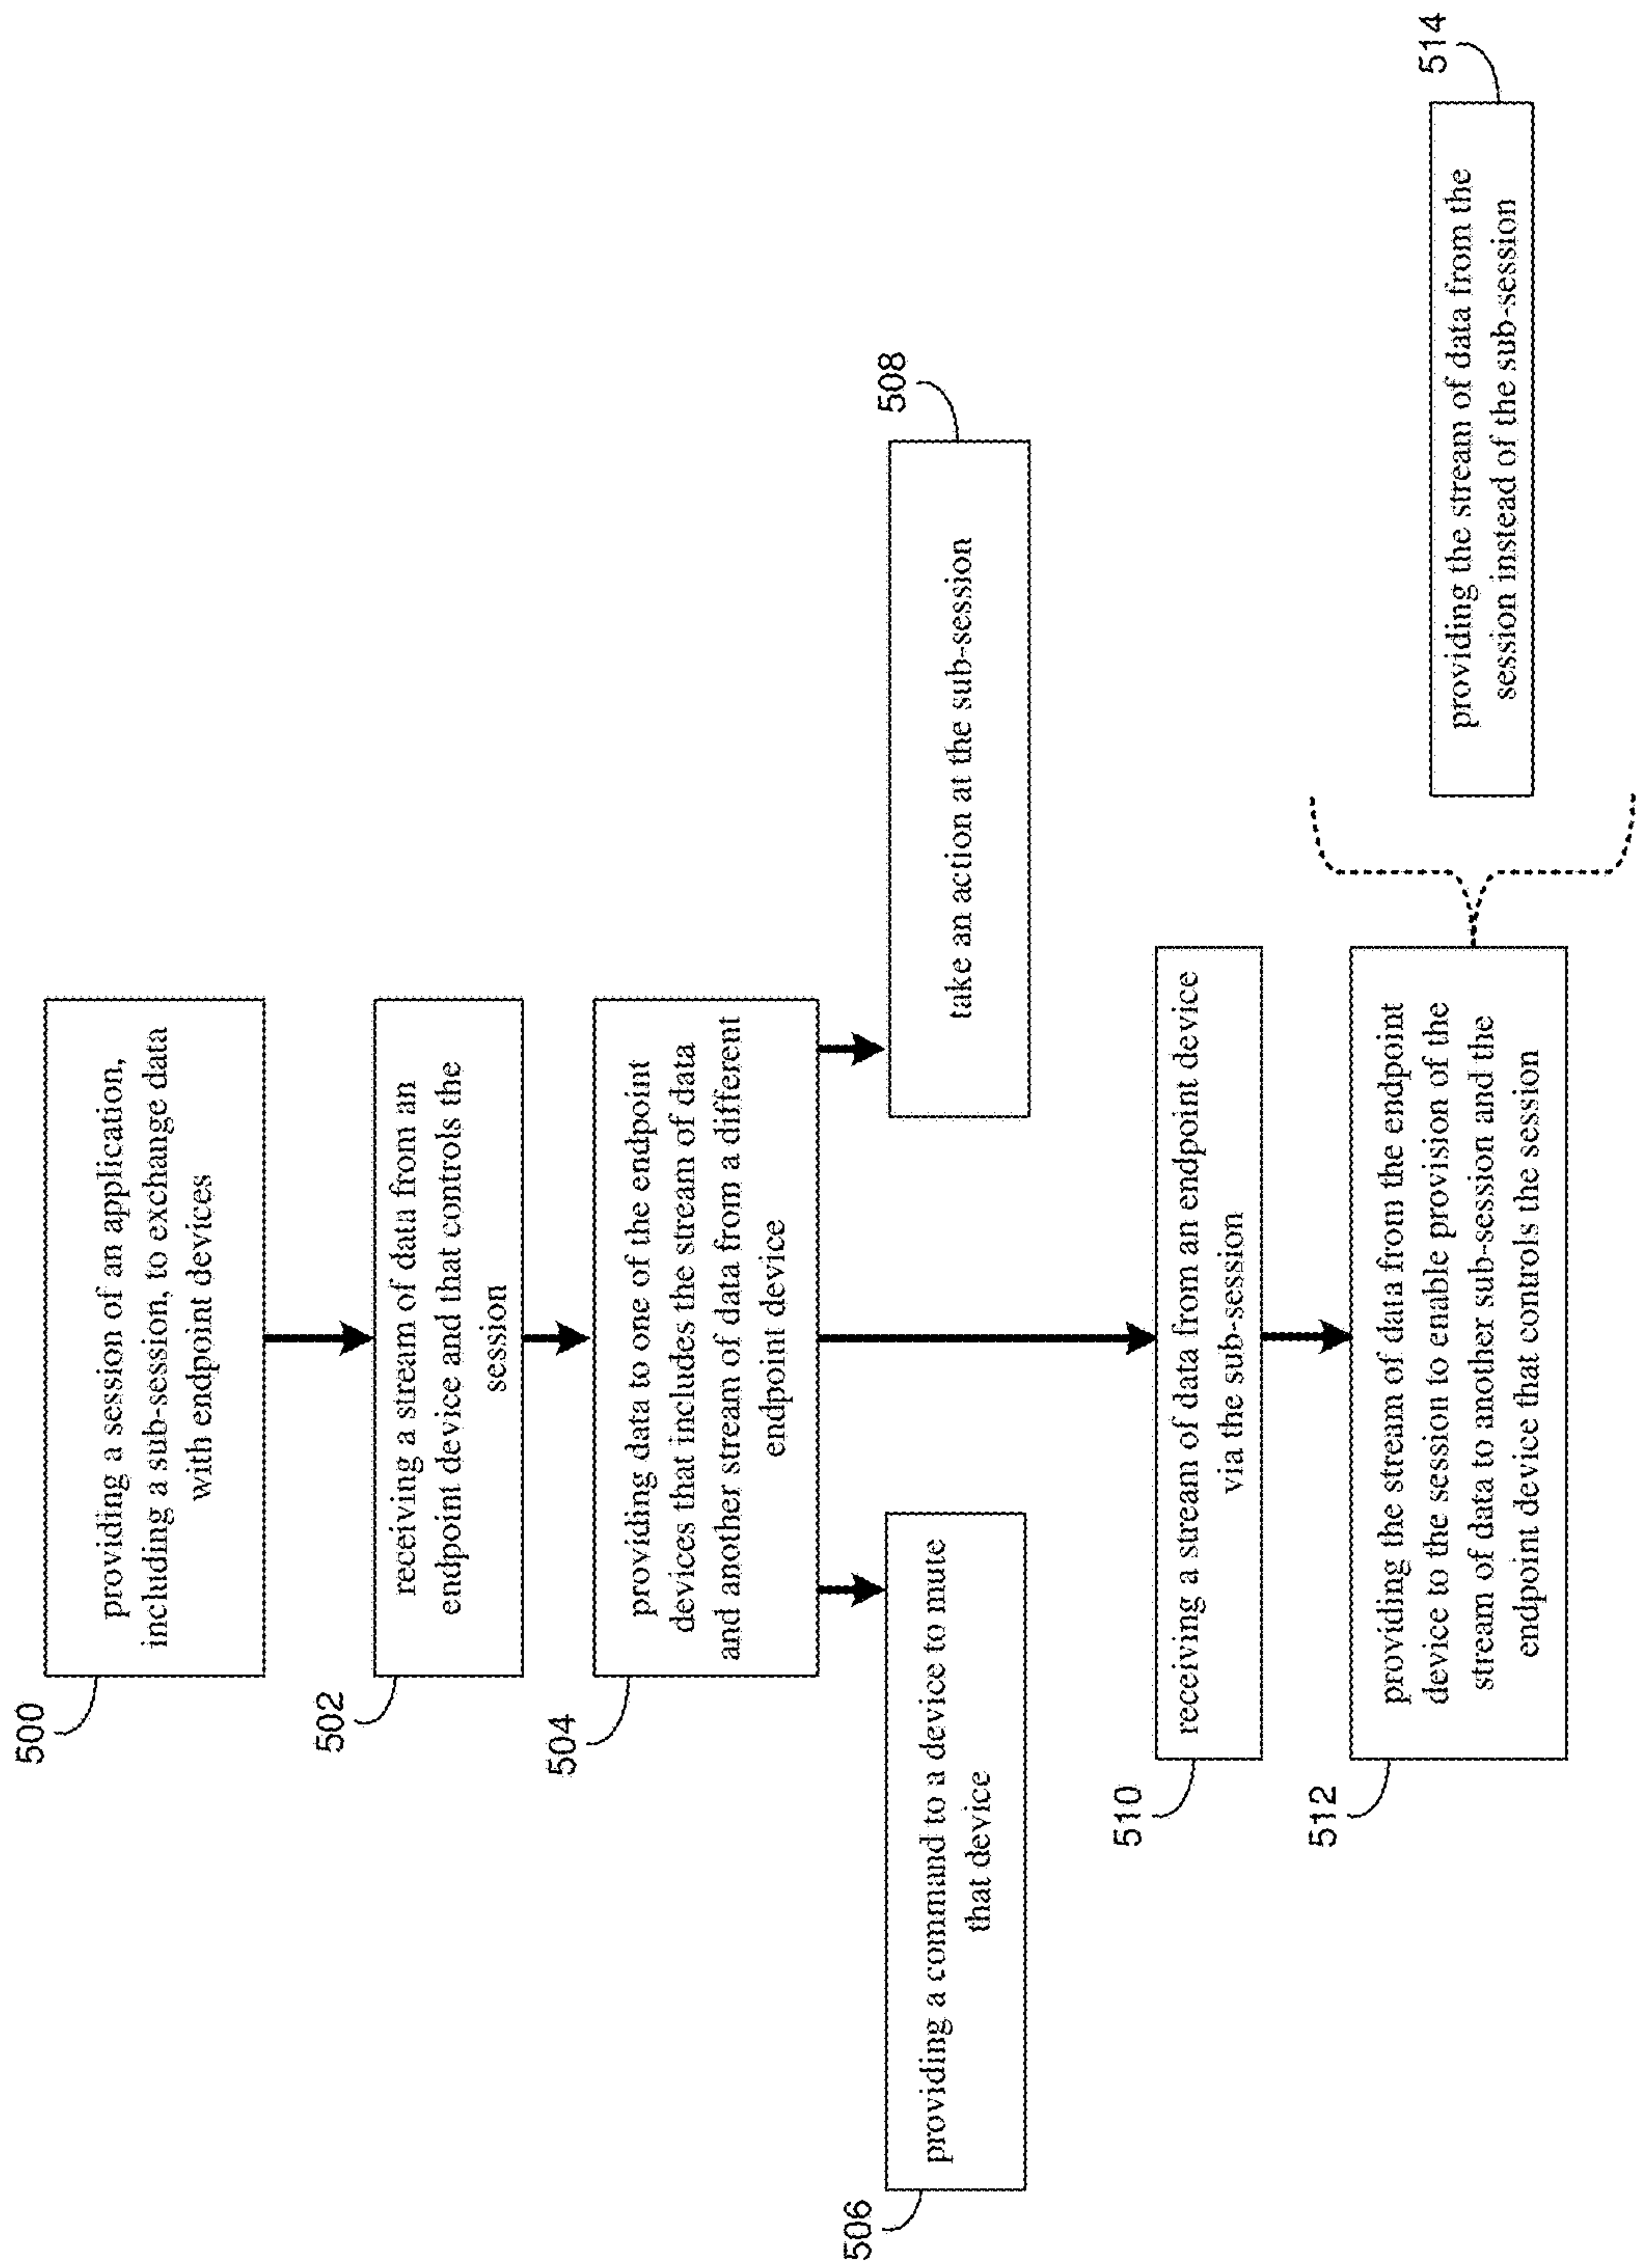 500
providing a session of an application,
including a sub-session, to exchange data
with endpoint devices
502
receiving a stream of data from an
endpoint device and that controls the
session
504
providing data to one of the endpoint
devices that includes the stream of data
and another stream of data from a different
endpoint device
506
providing a command to a device to mute
that device
508
take an action at the sub-session
510
receiving a stream of data from an endpoint device
via the sub-session
512
providing the stream of data from the endpoint
device to the session to enable provision of the
stream of data to another sub-session and the
endpoint device that controls the session
514
providing the stream of data from the
session instead of the sub-session